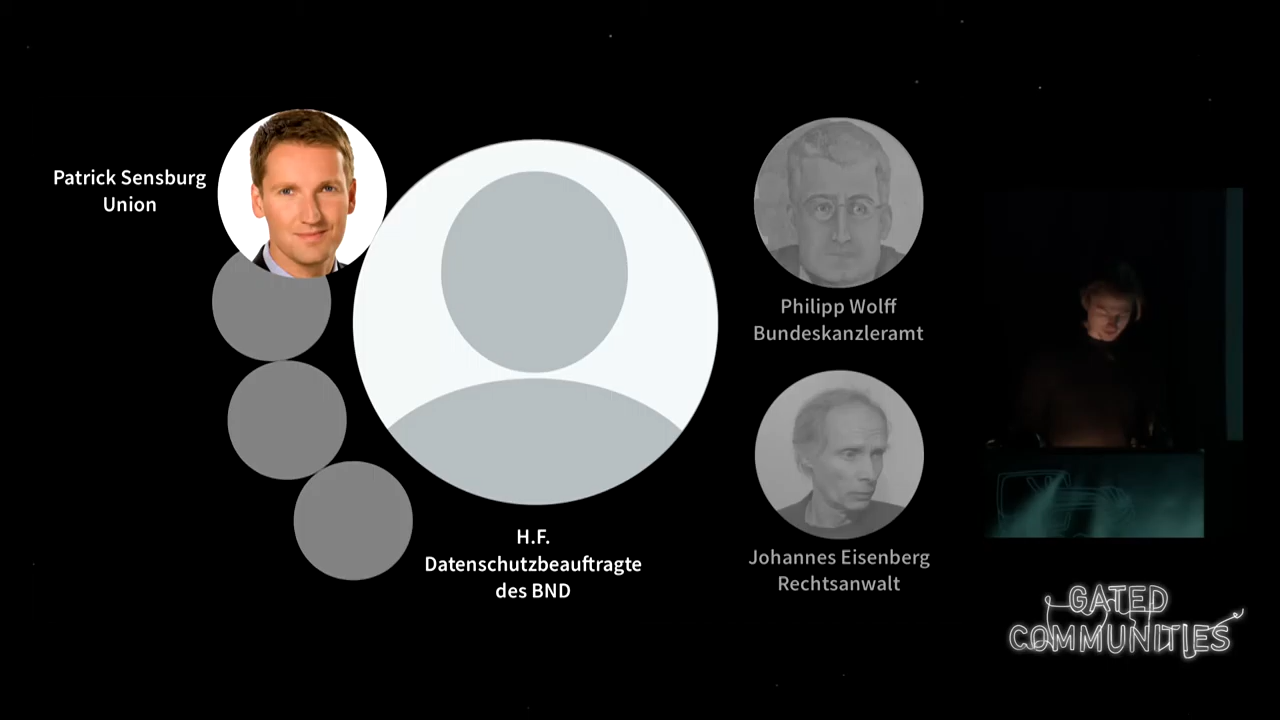 Patrick Sensburg
Union
Philipp Wolff
Bundeskanzleramt
H.F.
Datenschutzbeauftragte
des BND
Johannes Eisenberg
Rechtsanwalt
GATED
COMMUNITIES